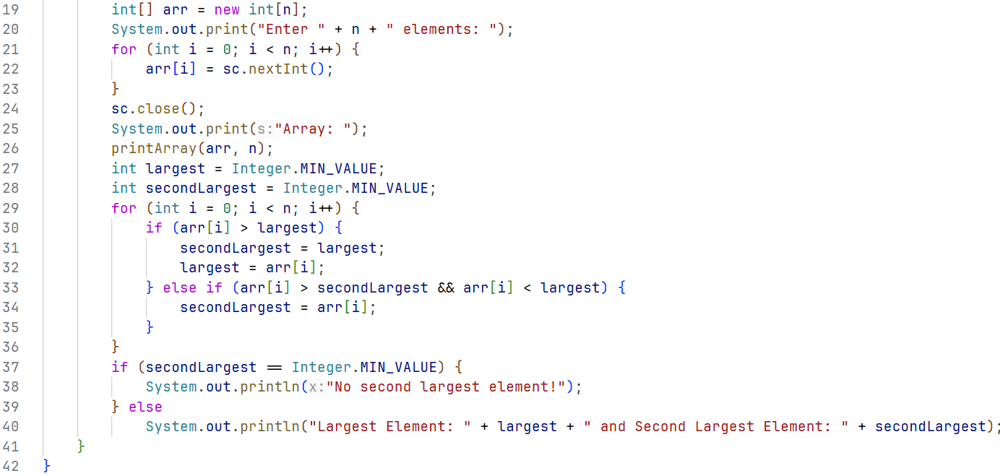 19 int[] arr = new int[n];
20 System.out.print("Enter " + n + " elements: ");
21 for (int i = 0; i < n; i++) {
22 arr[i] = sc.nextInt();
23 }
24 sc.close();
25 System.out.print(s:"Array: ");
26 printArray(arr, n);
27 int largest = Integer.MIN_VALUE;
28 int secondLargest = Integer.MIN_VALUE;
29 for (int i = 0; i < n; i++) {
30 if (arr[i] > largest) {
31 secondLargest = largest;
32 largest = arr[i];
33 } else if (arr[i] > secondLargest && arr[i] < largest) {
34 secondLargest = arr[i];
35 }
36 }
37 if (secondLargest == Integer.MIN_VALUE) {
38 System.out.println(x:"No second largest element!");
39 } else
40 System.out.println("Largest Element: " + largest + " and Second Largest Element: " + secondLargest);
41 }
42 }